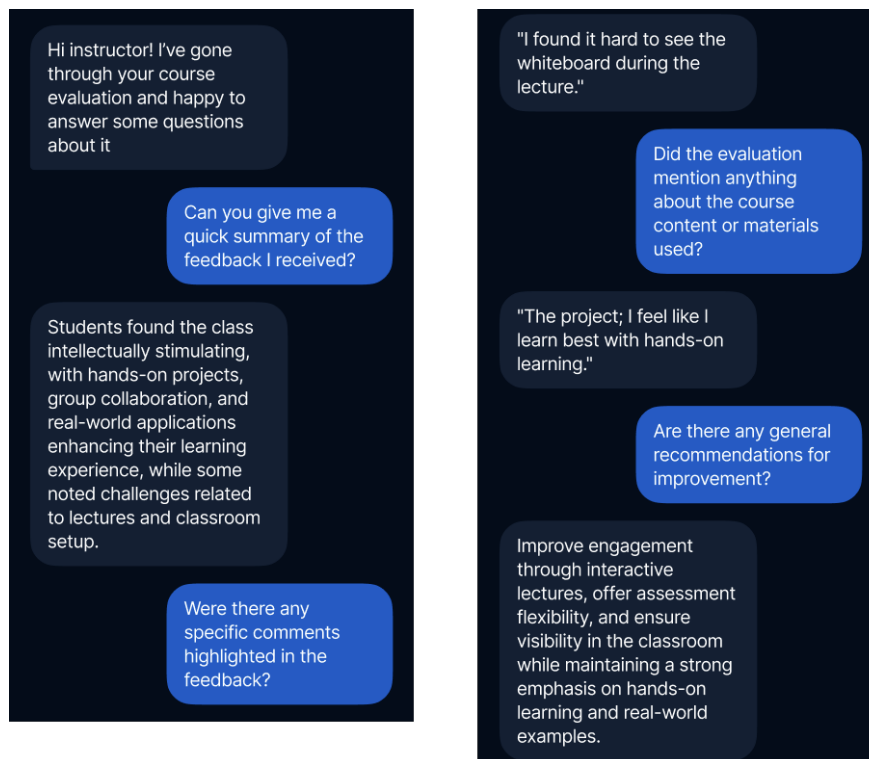 Hi instructor! I’ve gone
through your course
evaluation and happy to
answer some questions
about it
Can you give me a
quick summary of the
feedback I received?
Students found the class
intellectually stimulating,
with hands-on projects,
group collaboration, and
real-world applications
enhancing their learning
experience, while some
noted challenges related
to lectures and classroom
setup.
Were there any
specific comments
highlighted in the
feedback?
"I found it hard to see the
whiteboard during the
lecture."
Did the evaluation
mention anything
about the course
content or materials
used?
"The project; I feel like I
learn best with hands-on
learning."
Are there any general
recommendations for
improvement?
Improve engagement
through interactive
lectures, offer assessment
flexibility, and ensure
visibility in the classroom
while maintaining a strong
emphasis on hands-on
learning and real-world
examples.